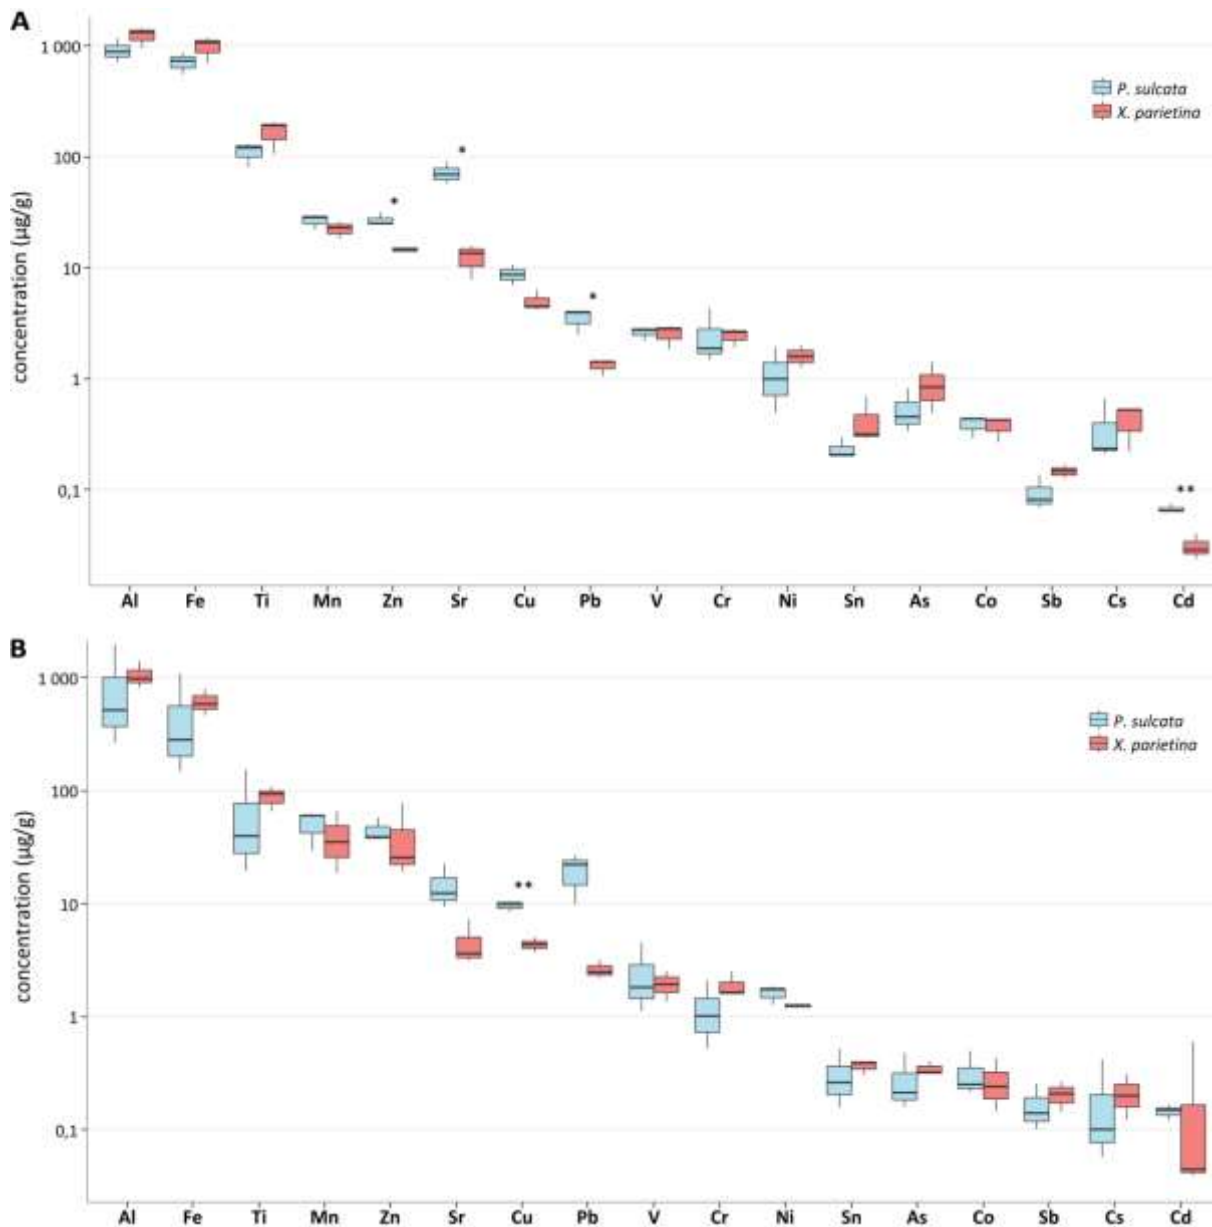 A
1 000
100
10
1
0,1
concentration (µg/g)
P. sulcata
X. parietina
*
*
*
**
Al Fe Ti Mn Zn Sr Cu Pb V Cr Ni Sn As Co Sb Cs Cd
B
1 000
100
10
1
0,1
concentration (µg/g)
P. sulcata
X. parietina
**
Al Fe Ti Mn Zn Sr Cu Pb V Cr Ni Sn As Co Sb Cs Cd